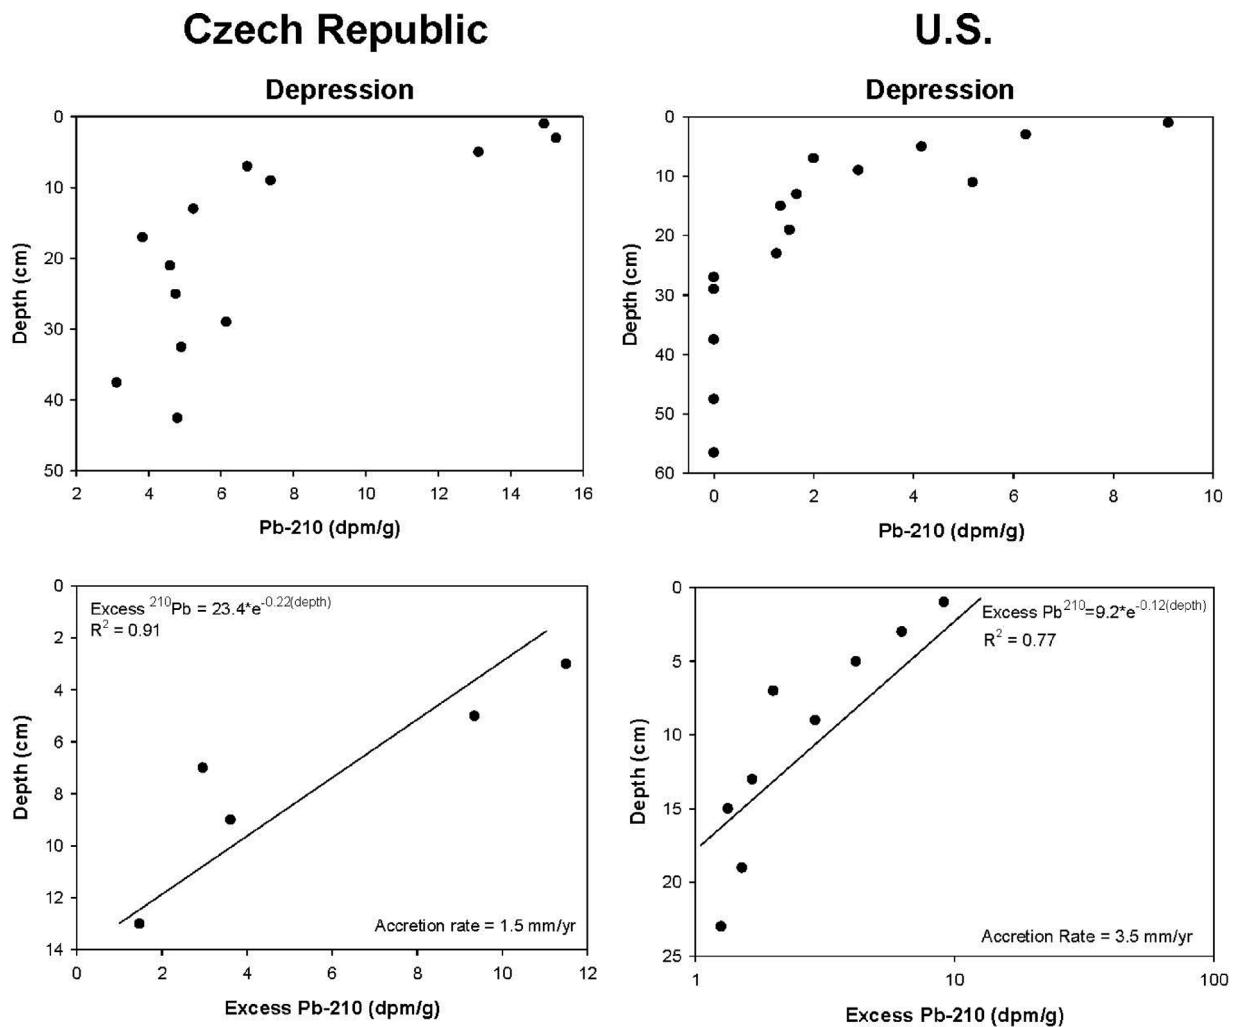 Czech Republic
U.S.
Depression
0
10
20
30
40
50
Depth (cm)
2
4
6
8
10
12
14
16
Pb-210 (dpm/g)
Depression
0
10
20
30
40
50
60
Depth (cm)
0
2
4
6
8
10
Pb-210 (dpm/g)
0
2
4
6
8
10
12
14
Depth (cm)
Excess ²¹⁰Pb = 23.4*e⁻⁰·²²⁽ᵈᵉᵖᵗʰ⁾
R² = 0.91
Accretion rate = 1.5 mm/yr
0
2
4
6
8
10
12
Excess Pb-210 (dpm/g)
0
5
10
15
20
25
Depth (cm)
Excess Pb²¹⁰=9.2*e⁻⁰·¹²⁽ᵈᵉᵖᵗʰ⁾
R² = 0.77
Accretion Rate = 3.5 mm/yr
1
10
100
Excess Pb-210 (dpm/g)